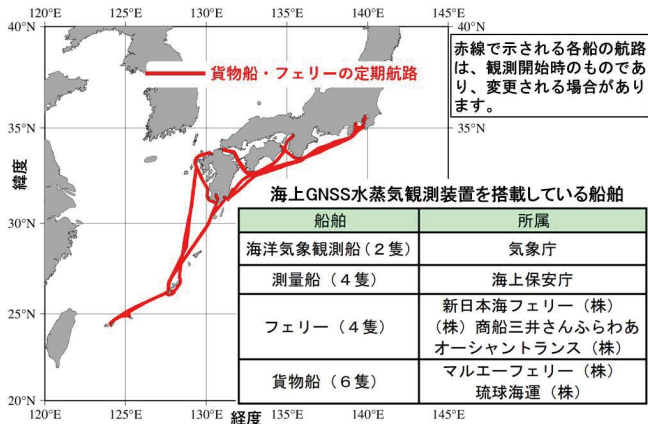 120°E
125°E
130°E
135°E
140°E
145°E
40°N
40°N
貨物船・フェリーの定期航路
赤線で示される各船の航路
は、観測開始時のものであ
り、変更される場合があり
ます。
35°N
35°N
緯度
30°N
25°N
20°N
海上GNSS水蒸気観測装置を搭載している船舶
船舶
所属
海洋気象観測船(2隻)
気象庁
測量船(4隻)
海上保安庁
フェリー(4隻)
新日本海フェリー(株)
(株)商船三井さんふらわあ
オーシャントランス(株)
貨物船(6隻)
マルエーフェリー(株)
琉球海運(株)
20°N
120°E
125°E
130°E
経度
135°E
140°E
145°E